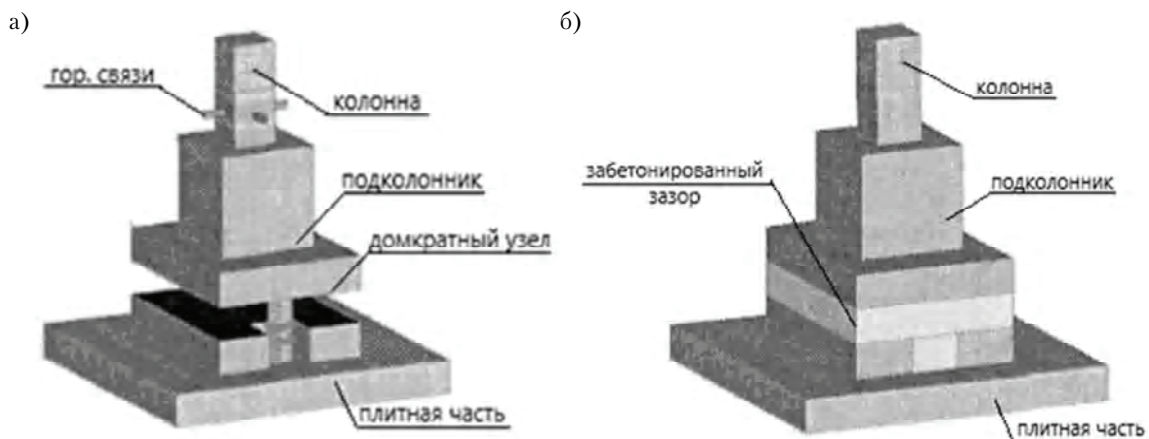 а)
гор. связи
колонна
подколонник
домкратный узел
плитная часть
б)
колонна
забетонированный
зазор
подколонник
плитная часть